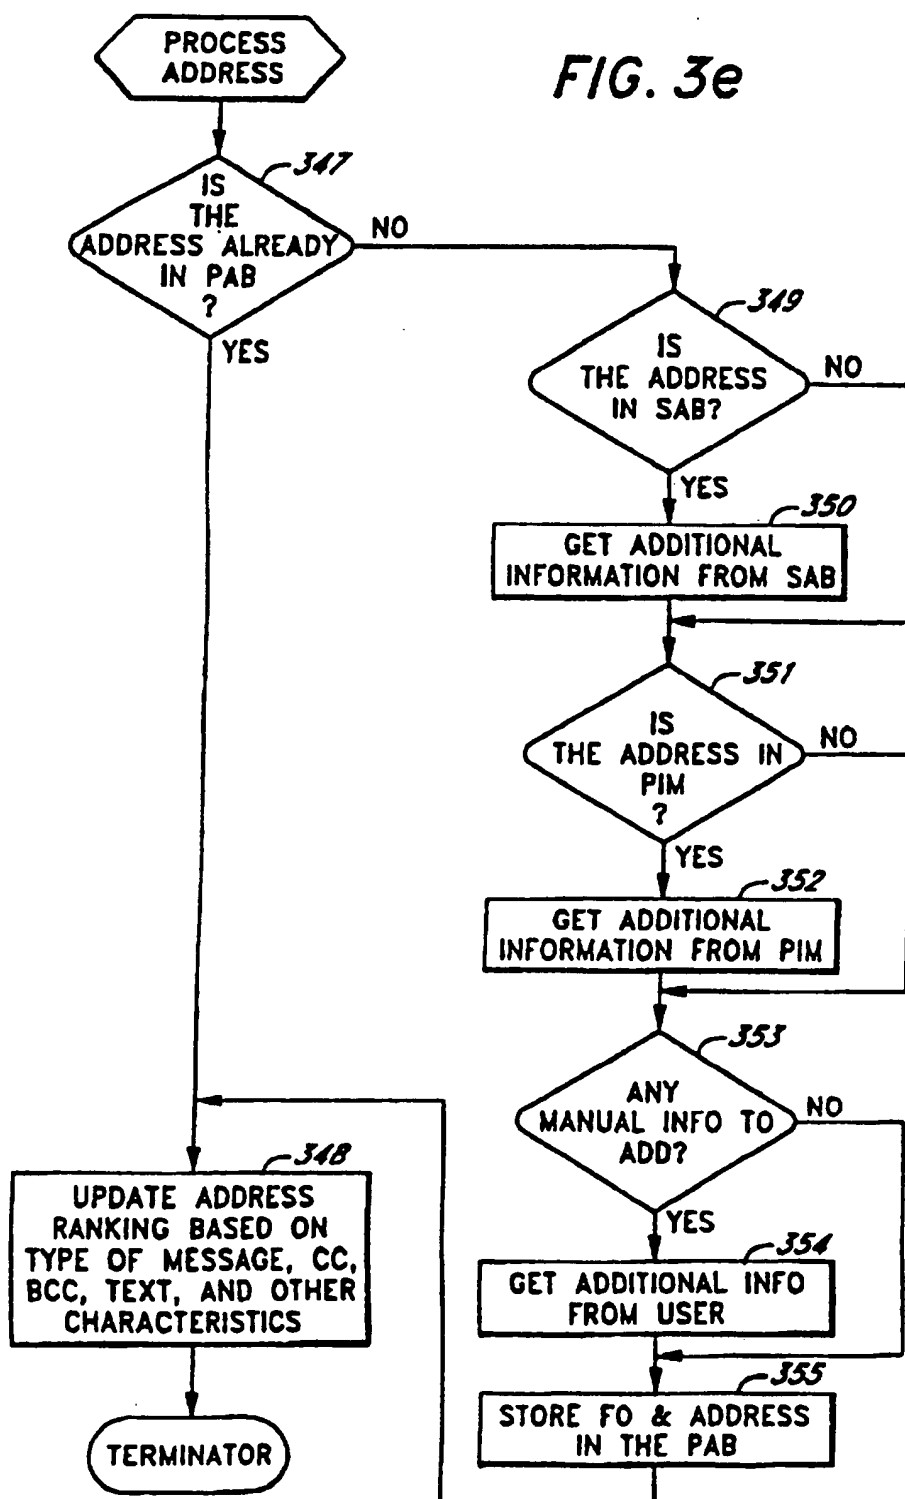 PROCESS
ADDRESS
FIG. 3e
347
IS
THE
ADDRESS ALREADY
IN PAB
?
NO
YES
349
IS
THE ADDRESS
IN SAB?
NO
YES
350
GET ADDITIONAL
INFORMATION FROM SAB
351
IS
THE ADDRESS IN
PIM
?
NO
YES
352
GET ADDITIONAL
INFORMATION FROM PIM
353
ANY
MANUAL INFO TO
ADD?
NO
YES
348
UPDATE ADDRESS
RANKING BASED ON
TYPE OF MESSAGE, CC,
BCC, TEXT, AND OTHER
CHARACTERISTICS
354
GET ADDITIONAL INFO
FROM USER
355
STORE FO & ADDRESS
IN THE PAB
TERMINATOR